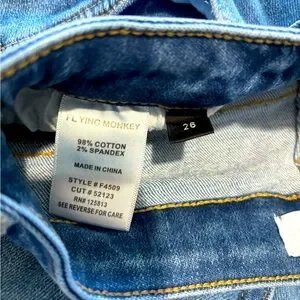 FLYING MONKEY
98% COTTON
2% SPANDEX
MADE IN CHINA
STYLE # F4509
CUT # 52123
RN# 125813
SEE REVERSE FOR CARE
26